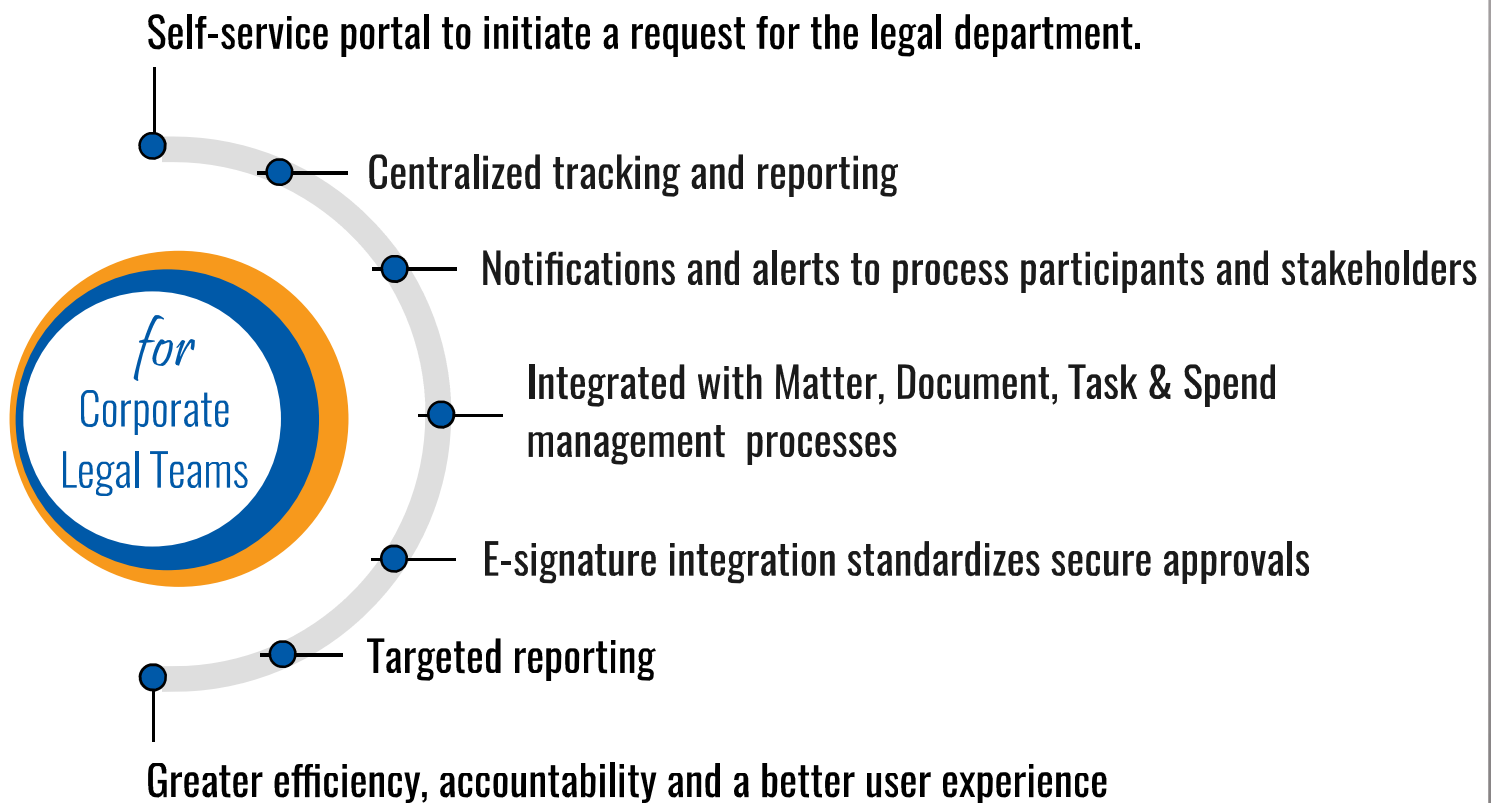 Self-service portal to initiate a request for the legal department.
Centralized tracking and reporting
Notifications and alerts to process participants and stakeholders
for
Corporate
Legal Teams
Integrated with Matter, Document, Task & Spend
management processes
E-signature integration standardizes secure approvals
Targeted reporting
Greater efficiency, accountability and a better user experience